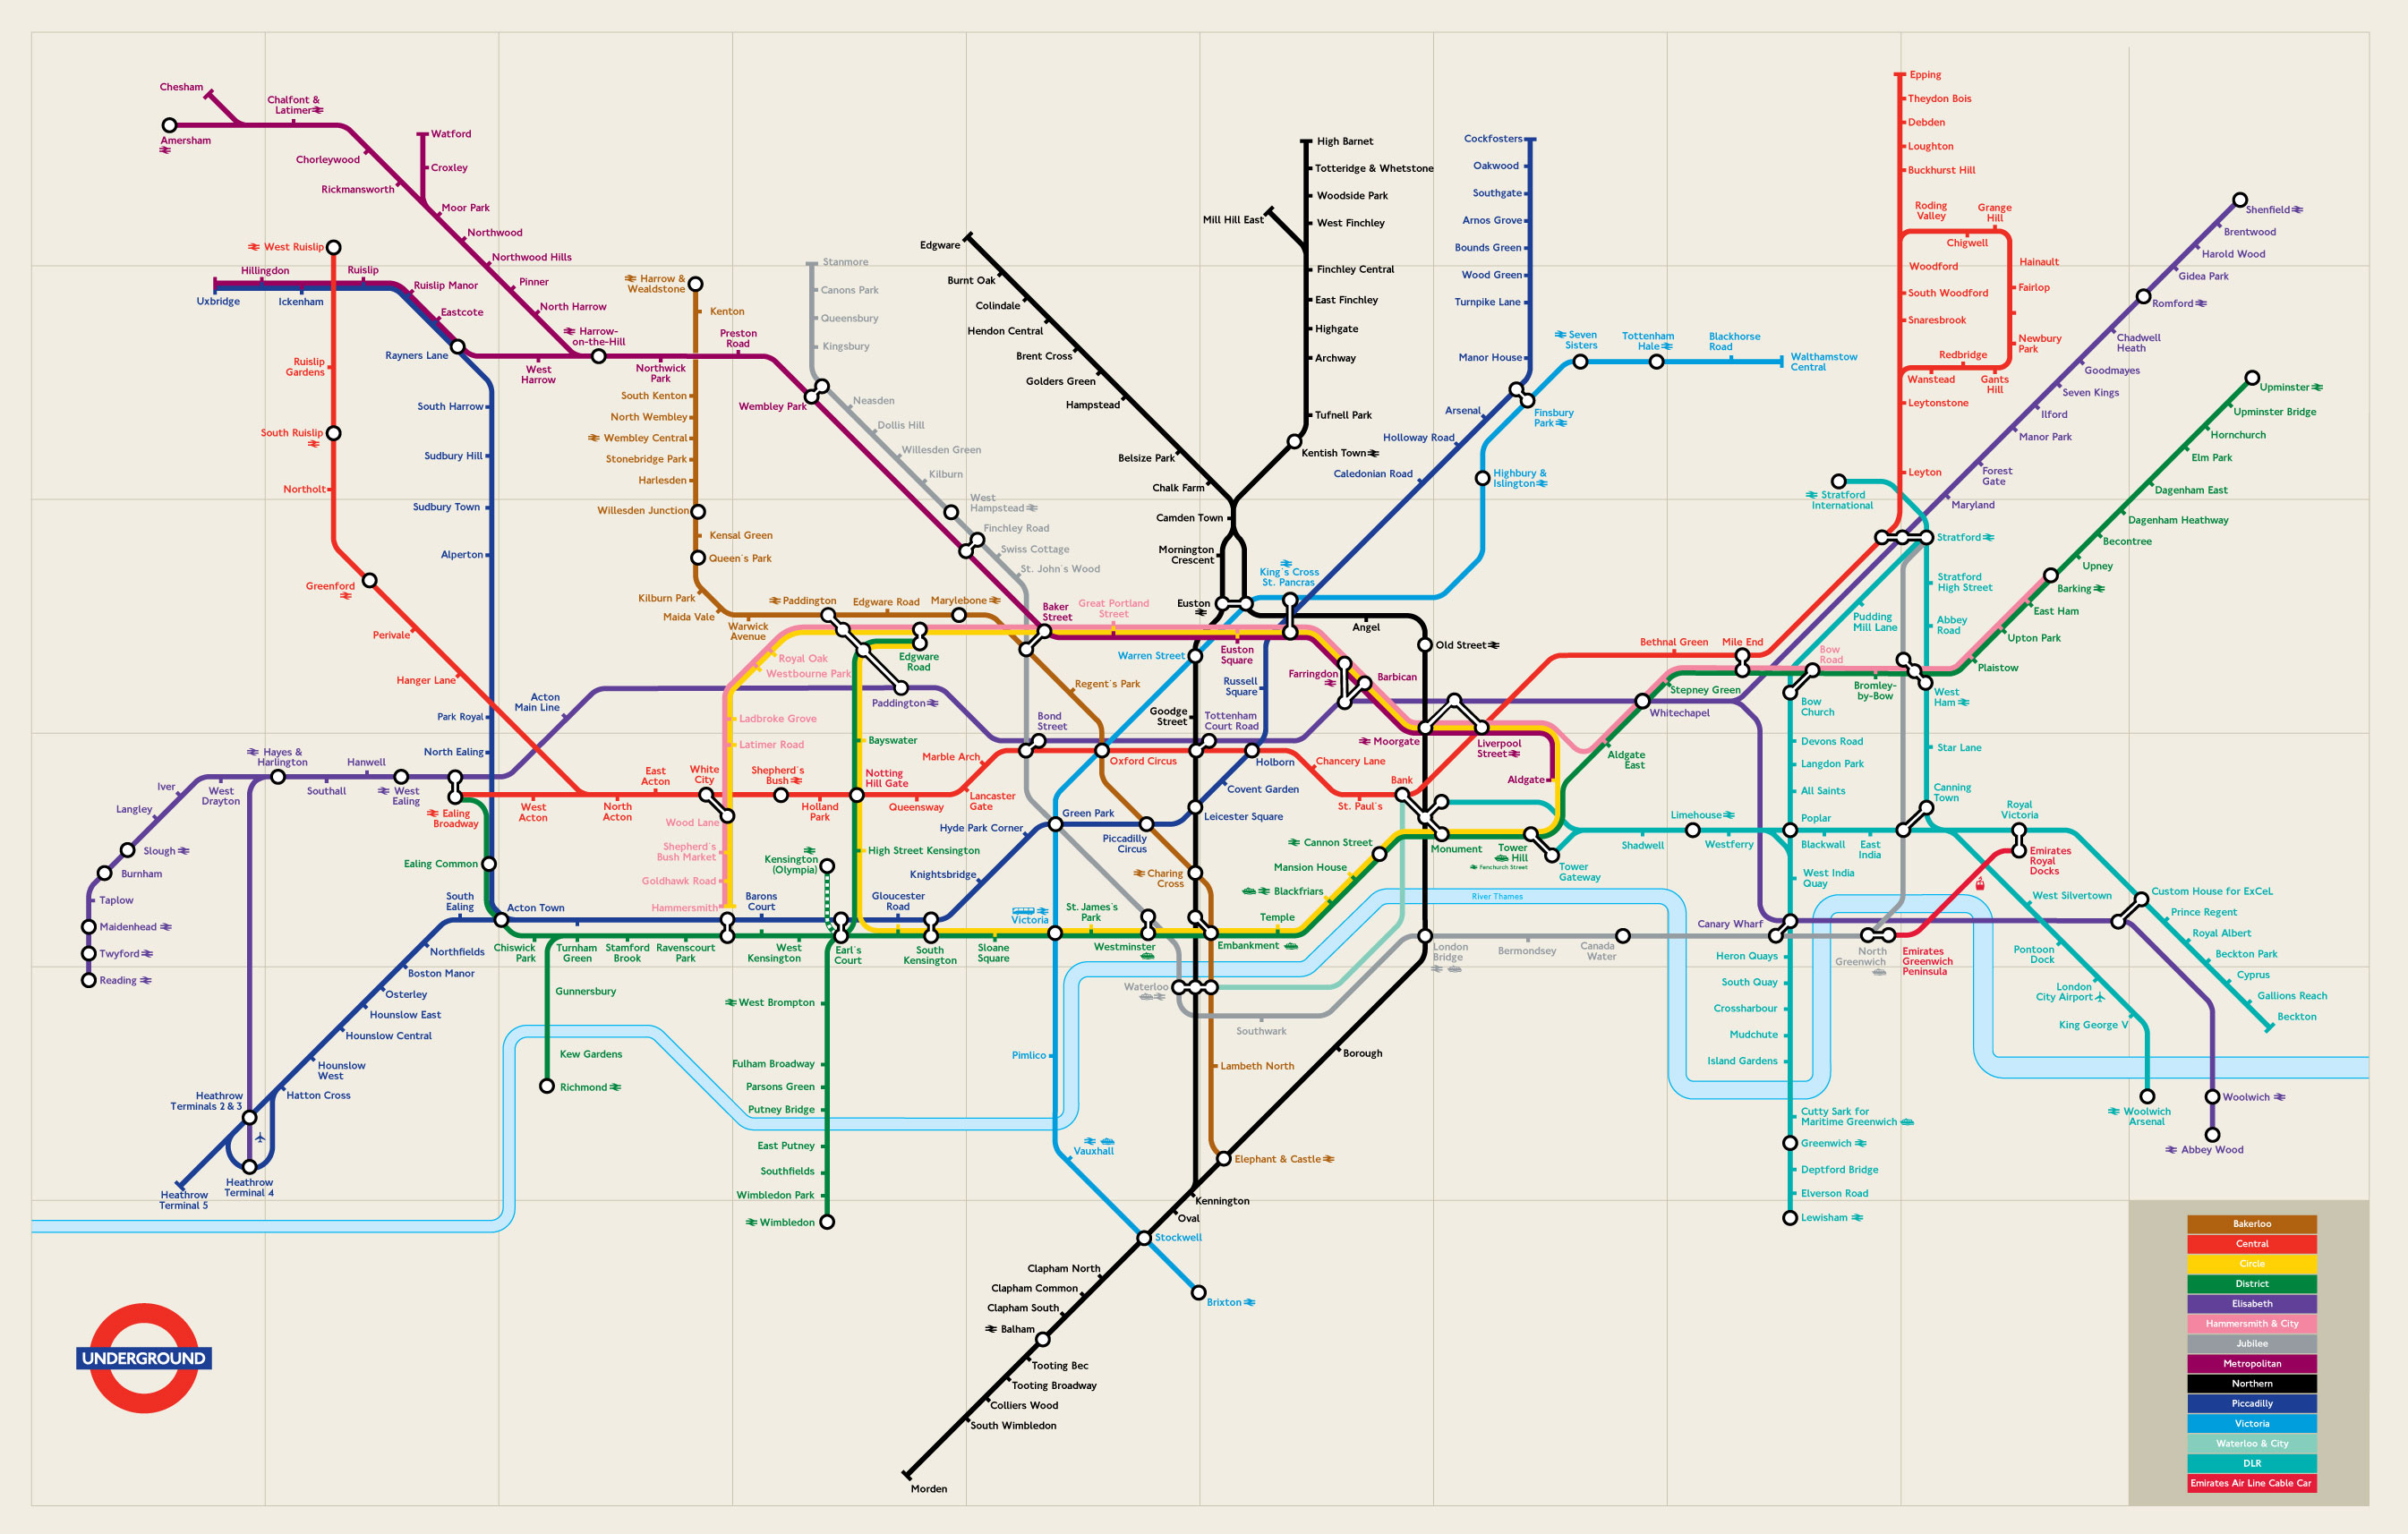 Chesham
Chalfont &
Latimer
Amersham
Chorleywood
Rickmansworth
Watford
Croxley
Moor Park
Northwood
Northwood Hills
Pinner
North Harrow
Harrow-
on-the-Hill
West Ruislip
Hillingdon
Ruislip
Uxbridge
Ickenham
Ruislip Manor
Eastcote
Rayners Lane
West
Harrow
Northwick
Park
Preston
Road
Harrow &
Wealdstone
Kenton
South Kenton
North Wembley
Wembley Central
Stonebridge Park
Harlesden
Willesden Junction
Kensal Green
Queen's Park
Kilburn Park
Maida Vale
Warwick
Avenue
Paddington
Edgware Road
Marylebone
Stanmore
Canons Park
Queensbury
Kingsbury
Wembley Park
Neasden
Dollis Hill
Willesden Green
Kilburn
West
Hampstead
Finchley Road
Swiss Cottage
St. John's Wood
Baker
Street
Great Portland
Street
Edgware
Burnt Oak
Colindale
Hendon Central
Brent Cross
Golders Green
Hampstead
Belsize Park
Chalk Farm
Camden Town
Mornington
Crescent
Euston
High Barnet
Totteridge & Whetstone
Woodside Park
West Finchley
Mill Hill East
Finchley Central
East Finchley
Highgate
Archway
Tufnell Park
Kentish Town
Cockfosters
Oakwood
Southgate
Arnos Grove
Bounds Green
Wood Green
Turnpike Lane
Manor House
Arsenal
Holloway Road
Caledonian Road
King's Cross
St. Pancras
Seven
Sisters
Tottenham
Hale
Blackhorse
Road
Walthamstow
Central
Finsbury
Park
Highbury &
Islington
Epping
Theydon Bois
Debden
Loughton
Buckhurst Hill
Roding
Valley
Grange
Hill
Chigwell
Woodford
Hainault
South Woodford
Fairlop
Snaresbrook
Newbury
Park
Redbridge
Wanstead
Gants
Hill
Leytonstone
Leyton
Stratford
International
Stratford
Shenfield
Brentwood
Harold Wood
Gidea Park
Romford
Chadwell
Heath
Goodmayes
Seven Kings
Ilford
Manor Park
Forest
Gate
Maryland
Upminster
Upminster Bridge
Hornchurch
Elm Park
Dagenham East
Dagenham Heathway
Becontree
Upney
Barking
East Ham
Upton Park
Plaistow
Stratford
High Street
Abbey
Road
Pudding
Mill Lane
West
Ham
Bow
Road
Bromley-
by-Bow
Bow
Church
Bethnal Green
Mile End
Stepney Green
Whitechapel
Aldgate
East
Ruislip
Gardens
South Ruislip
Northolt
Greenford
Perivale
Hanger Lane
South Harrow
Sudbury Hill
Sudbury Town
Alperton
Park Royal
North Ealing
Acton
Main Line
Hayes &
Harlington
Hanwell
Iver
West
Drayton
Southall
West
Ealing
Langley
Slough
Burnham
Taplow
Maidenhead
Twyford
Reading
Ealing
Broadway
Ealing Common
West
Acton
North
Acton
East
Acton
White
City
Shepherd's
Bush
Holland
Park
Notting
Hill Gate
Queensway
Lancaster
Gate
Marble Arch
Bond
Street
Oxford Circus
Tottenham
Court Road
Holborn
Chancery Lane
St. Paul's
Bank
Royal Oak
Westbourne Park
Ladbroke Grove
Latimer Road
Wood Lane
Shepherd's
Bush Market
Goldhawk Road
Hammersmith
Edgware
Road
Paddington
Bayswater
High Street Kensington
Kensington
(Olympia)
Regent's Park
Warren Street
Euston
Square
Russell
Square
Goodge
Street
Angel
Old Street
Farringdon
Barbican
Moorgate
Liverpool
Street
Aldgate
Covent Garden
Leicester Square
Green Park
Hyde Park Corner
Piccadilly
Circus
Knightsbridge
Charing
Cross
Cannon Street
Mansion House
Blackfriars
Temple
Monument
Tower
Hill
Fenchurch Street
Tower
Gateway
Shadwell
Limehouse
Westferry
Poplar
Blackwall
East
India
Devons Road
Langdon Park
All Saints
Star Lane
Canning
Town
Royal
Victoria
Emirates
Royal
Docks
West India
Quay
West Silvertown
Custom House for ExCeL
Prince Regent
Royal Albert
Beckton Park
Cyprus
Gallions Reach
Beckton
Pontoon
Dock
London
City Airport
King George V
Woolwich
Arsenal
Woolwich
Abbey Wood
South
Ealing
Acton Town
Barons
Court
Gloucester
Road
Victoria
St. James's
Park
Westminster
Embankment
River Thames
Chiswick
Park
Turnham
Green
Stamford
Brook
Ravenscourt
Park
West
Kensington
Earl's
Court
South
Kensington
Sloane
Square
Northfields
Boston Manor
Osterley
Hounslow East
Hounslow Central
Hounslow
West
Hatton Cross
Heathrow
Terminals 2 & 3
Heathrow
Terminal 4
Heathrow
Terminal 5
Gunnersbury
Kew Gardens
Richmond
West Brompton
Fulham Broadway
Parsons Green
Putney Bridge
East Putney
Southfields
Wimbledon Park
Wimbledon
Waterloo
Southwark
London
Bridge
Bermondsey
Canada
Water
Canary Wharf
North
Greenwich
Emirates
Greenwich
Peninsula
Heron Quays
South Quay
Crossharbour
Mudchute
Island Gardens
Cutty Sark for
Maritime Greenwich
Greenwich
Deptford Bridge
Elverson Road
Lewisham
Pimlico
Vauxhall
Lambeth North
Borough
Elephant & Castle
Kennington
Oval
Stockwell
Brixton
Clapham North
Clapham Common
Clapham South
Balham
Tooting Bec
Tooting Broadway
Colliers Wood
South Wimbledon
Morden
UNDERGROUND
Bakerloo
Central
Circle
District
Elisabeth
Hammersmith & City
Jubilee
Metropolitan
Northern
Piccadilly
Victoria
Waterloo & City
DLR
Emirates Air Line Cable Car